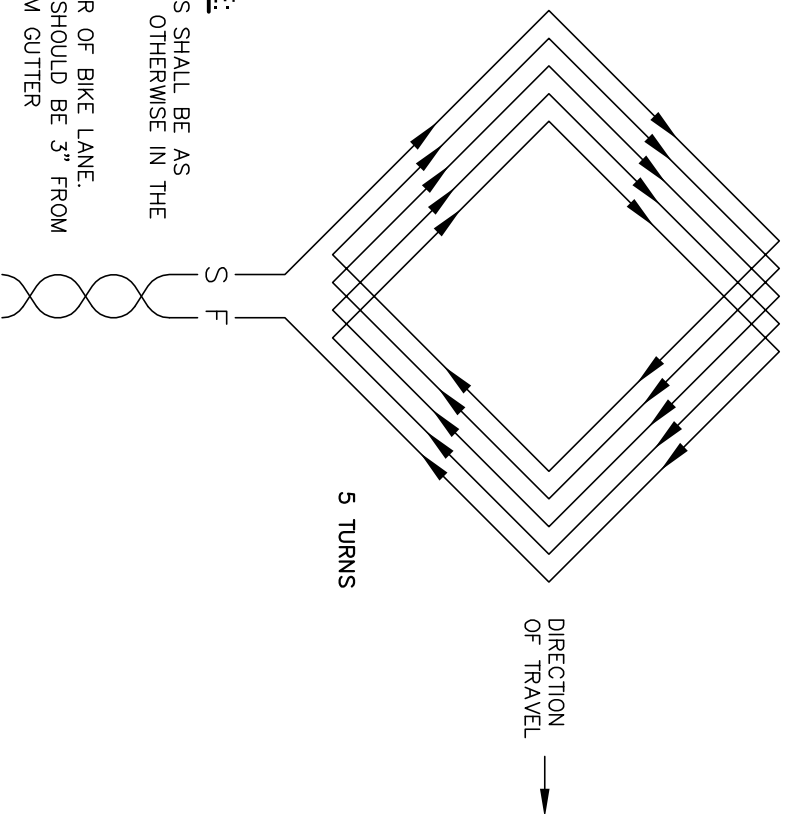 E:
S SHALL BE AS
OTHERWISE IN THE
R OF BIKE LANE.
SHOULD BE 3" FROM
M GUTTER
S
F
5 TURNS
DIRECTION
OF TRAVEL